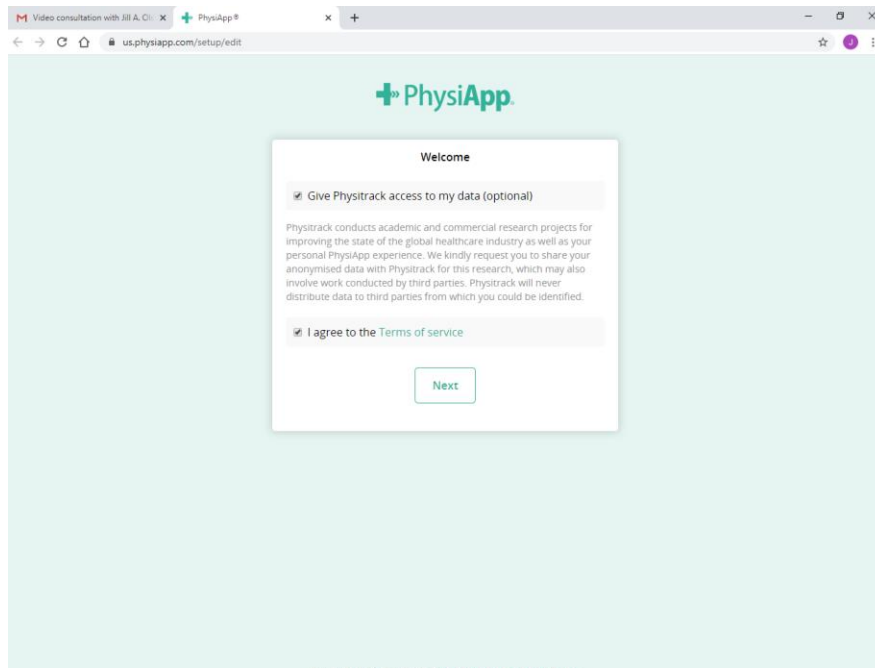 Video consultation with Jill A. Cli
PhysiApp®
us.physiapp.com/setup/edit
J
PhysiApp®
Welcome
Give Physitrack access to my data (optional)
Physitrack conducts academic and commercial research projects for
improving the state of the global healthcare industry as well as your
personal PhysiApp experience. We kindly request you to share your
anonymised data with Physitrack for this research, which may also
involve work conducted by third parties. Physitrack will never
distribute data to third parties from which you could be identified.
I agree to the Terms of service
Next